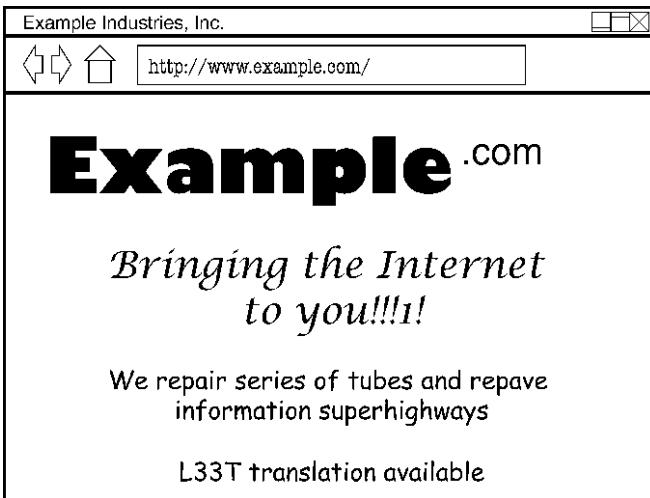 Example Industries, Inc.
http://www.example.com/
Example.com
Bringing the Internet
to you!!!1!
We repair series of tubes and repave
information superhighways
L33T translation available